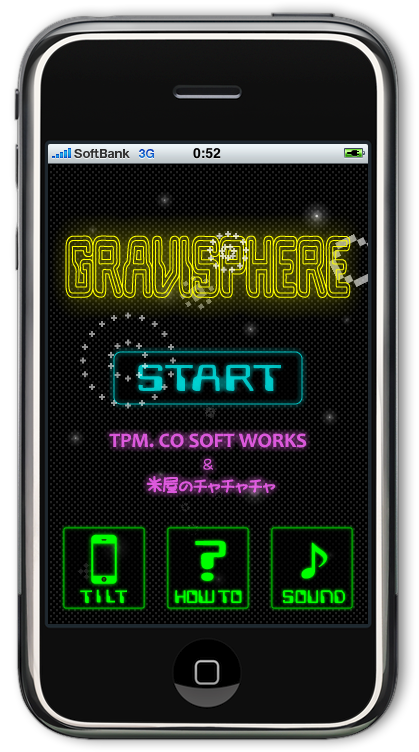 SoftBank 3G 0:52
GRAVISPHERE
START
TPM. CO SOFT WORKS
&
米屋のチャチャチャ
TILT HOW TO SOUND